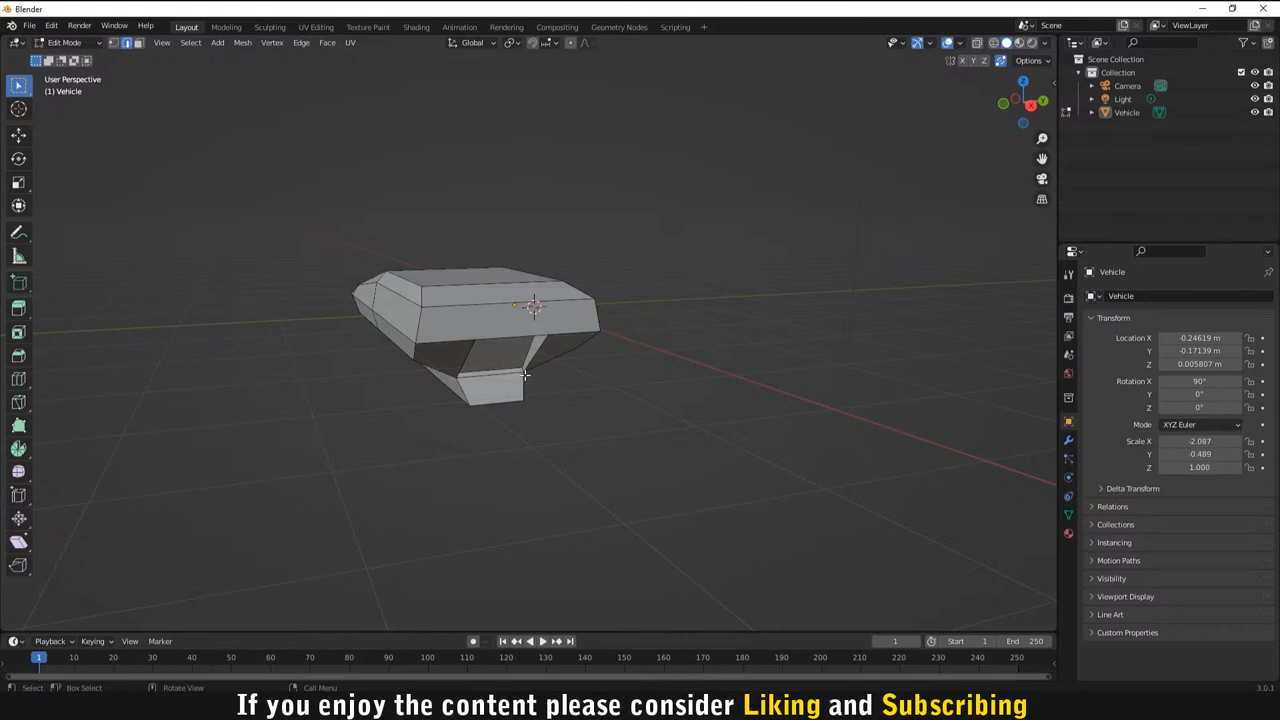 Blender
File Edit Render Window Help
Layout Modeling Sculpting UV Editing Texture Paint Shading Animation Rendering Compositing Geometry Nodes Scripting +
Scene
ViewLayer
Edit Mode View Select Add Mesh Vertex Edge Face UV
Global
X Y Z Options
User Perspective
(1) Vehicle
Z
Y
X
Scene Collection
Collection
Camera
Light
Vehicle
Vehicle
Vehicle
Transform
Location X -0.24619 m
Y -0.17139 m
Z 0.005807 m
Rotation X 90°
Y 0°
Z 0°
Mode XYZ Euler
Scale X -2.087
Y -0.489
Z 1.000
Delta Transform
Relations
Collections
Instancing
Motion Paths
Visibility
Viewport Display
Line Art
Custom Properties
Playback Keying View Marker
1 Start 1 End 250
1 10 20 30 40 50 60 70 80 90 100 110 120 130 140 150 160 170 180 190 200 210 220 230 240 250
Select Box Select Rotate View Call Menu 3.0.1
If you enjoy the content please consider Liking and Subscribing